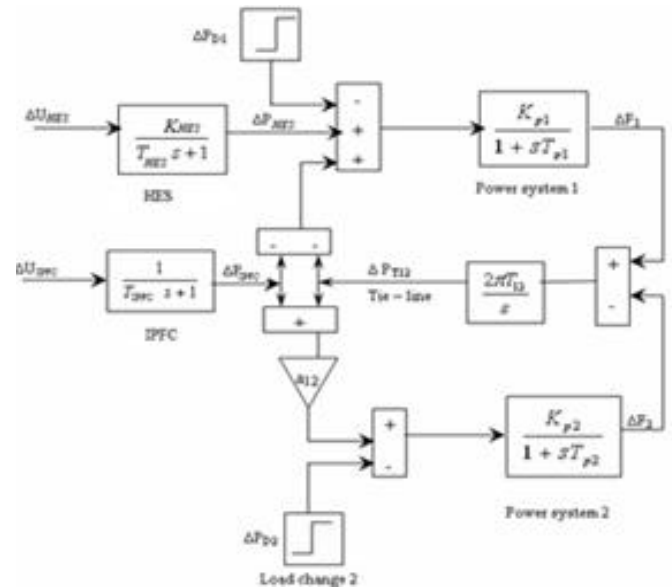 ΔP_D1
-
+
+
ΔU_HES
K_HES / T_HES s+1
ΔP_HES
HES
K_p1 / 1 + sT_p1
ΔF_1
Power system 1
- -
ΔU_IPFC
1 / T_IPFC s+1
ΔP_IPFC
IPFC
+
ΔP_T12
Tie – line
2πT_12 / s
+
-
a12
+
-
K_p2 / 1 + sT_p2
ΔF_2
Power system 2
ΔP_D2
Load change 2